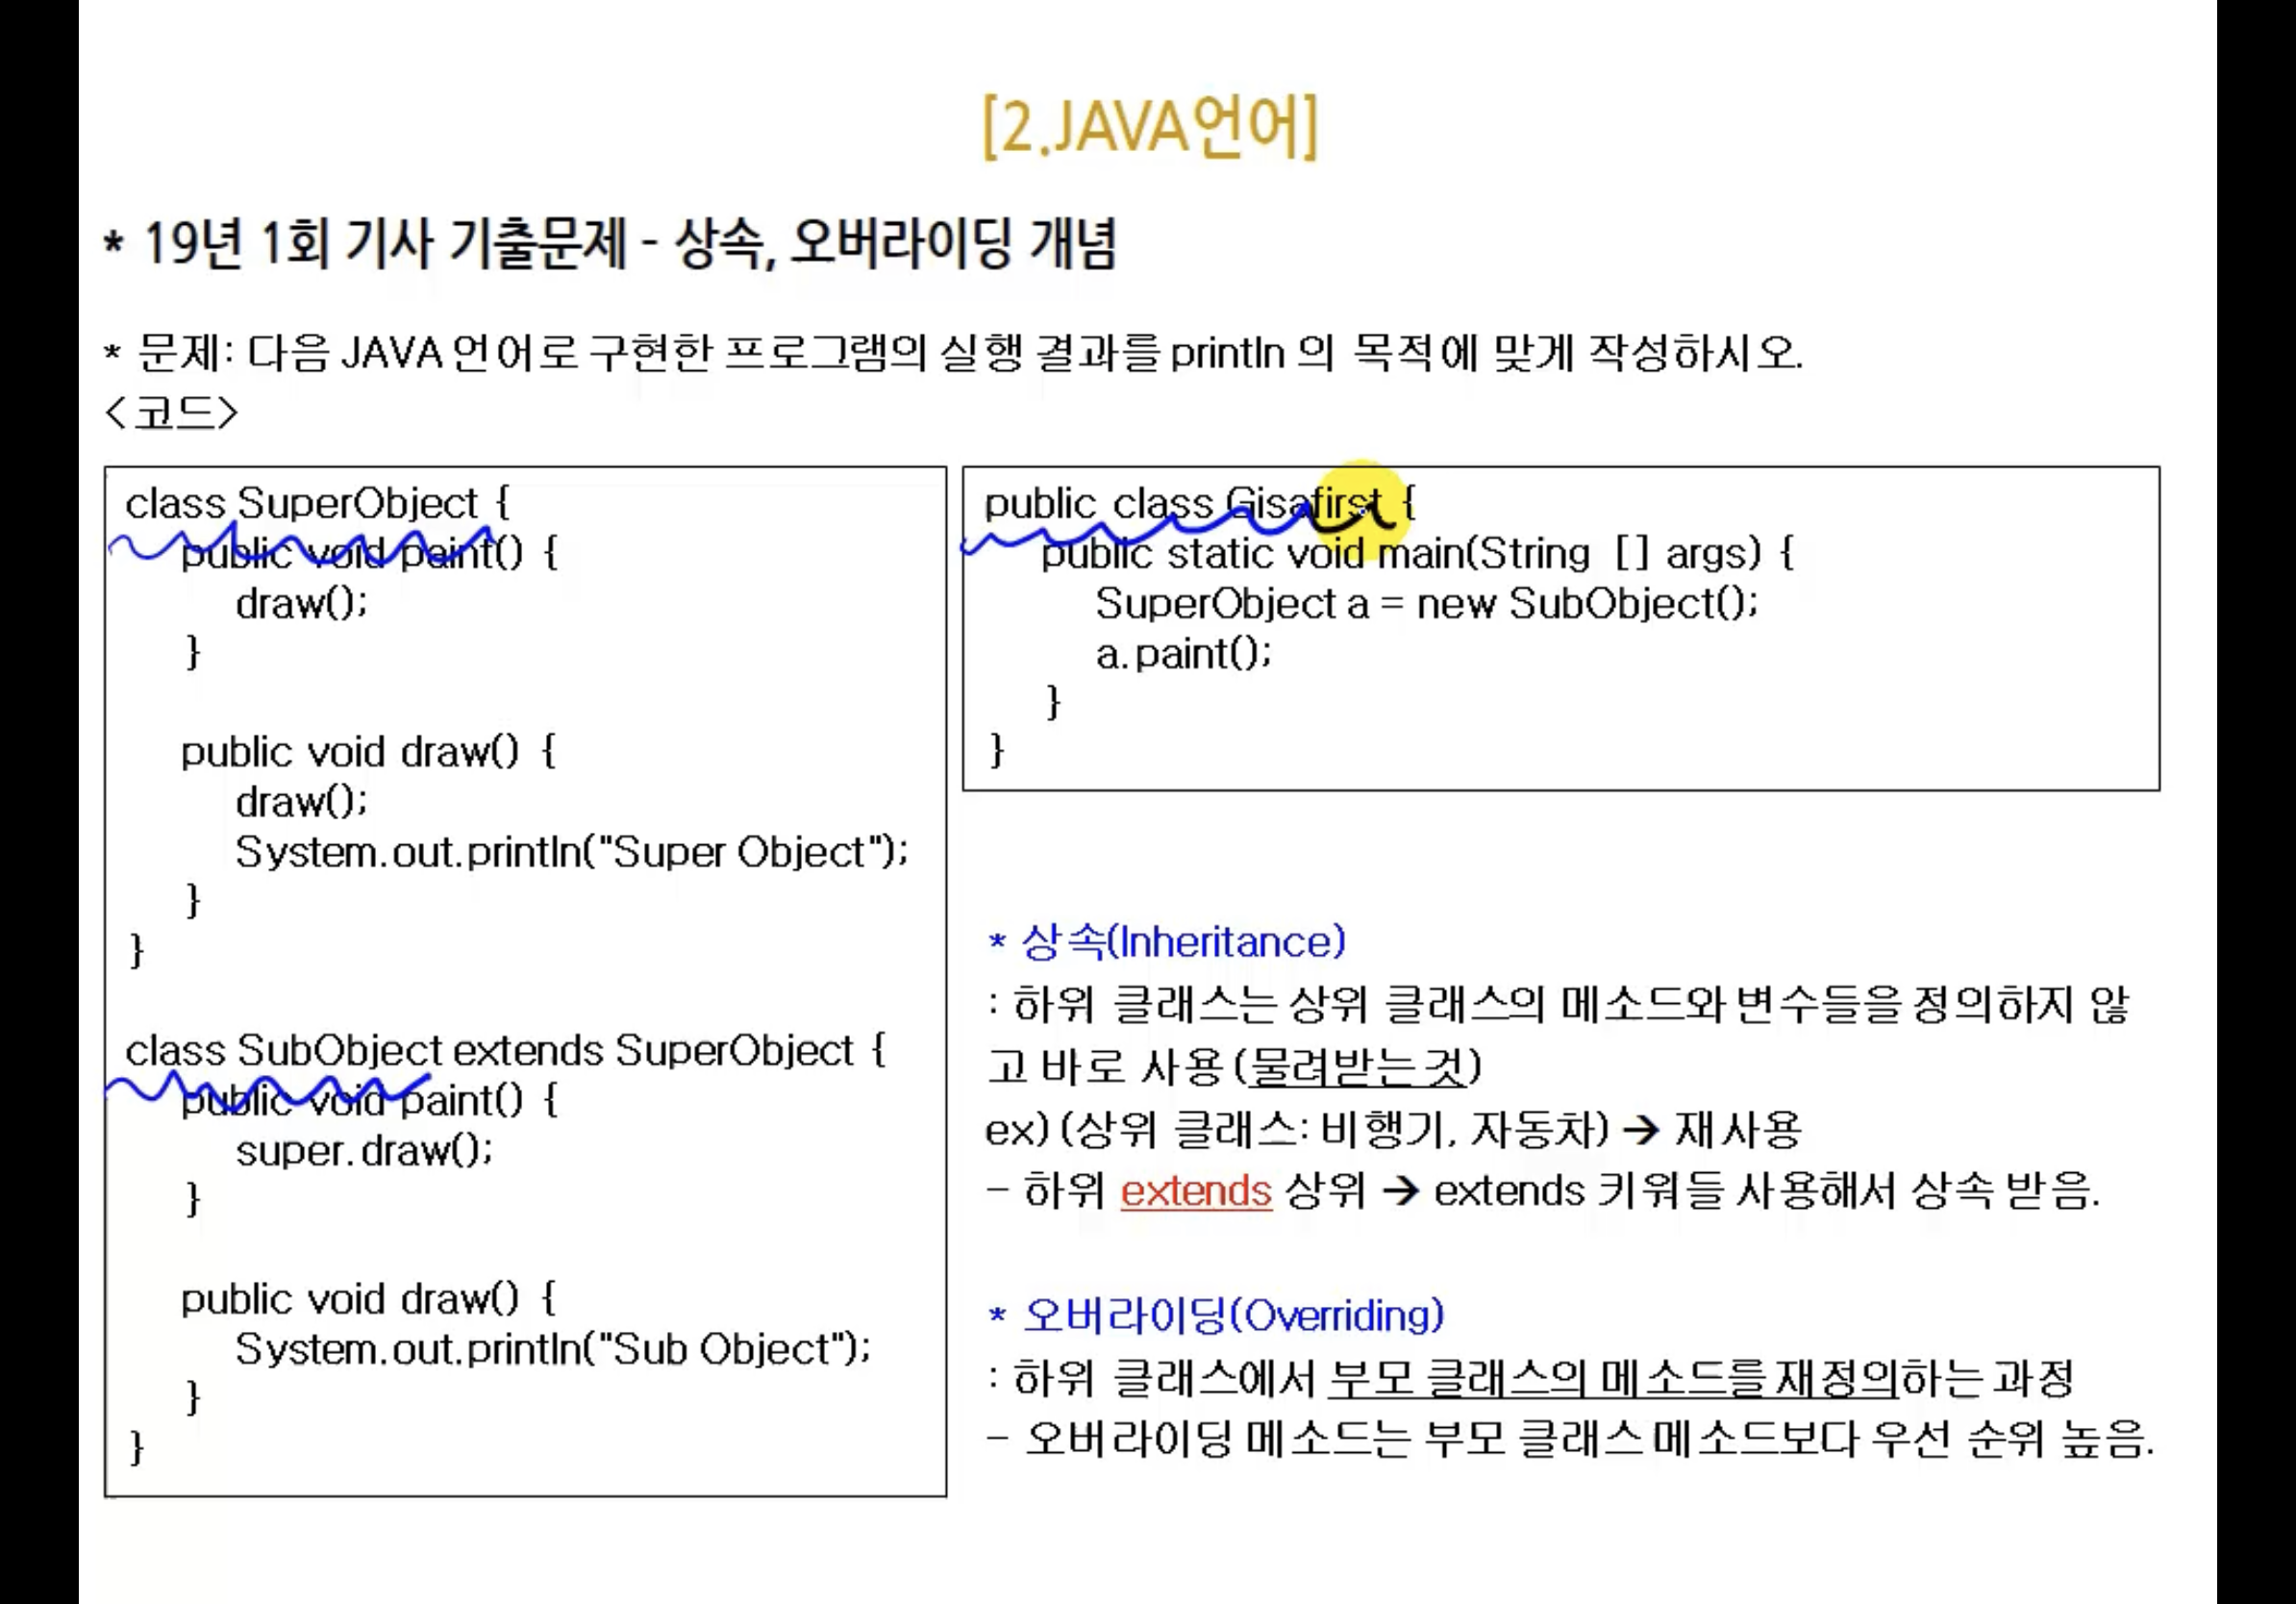 [2.JAVA언어]
* 19년 1회 기사 기출문제 - 상속, 오버라이딩 개념
* 문제: 다음 JAVA 언어로 구현한 프로그램의 실행 결과를 println 의 목적에 맞게 작성하시오.
<코드>
class SuperObject {
public void paint() {
draw();
}
public void draw() {
draw();
System.out.println("Super Object");
}
}
class SubObject extends SuperObject {
public void paint() {
super.draw();
}
public void draw() {
System.out.println("Sub Object");
}
}
public class Gisafirst {
public static void main(String [] args) {
SuperObject a = new SubObject();
a.paint();
}
}
* 상속(Inheritance)
: 하위 클래스는 상위 클래스의 메소드와 변수들을 정의하지 않
고 바로 사용(물려받는 것)
ex) (상위 클래스: 비행기, 자동차) → 재사용
- 하위 extends 상위 → extends 키워들 사용해서 상속 받음.
* 오버라이딩(Overriding)
: 하위 클래스에서 부모 클래스의 메소드를 재정의하는 과정
- 오버라이딩 메소드는 부모 클래스 메소드보다 우선 순위 높음.